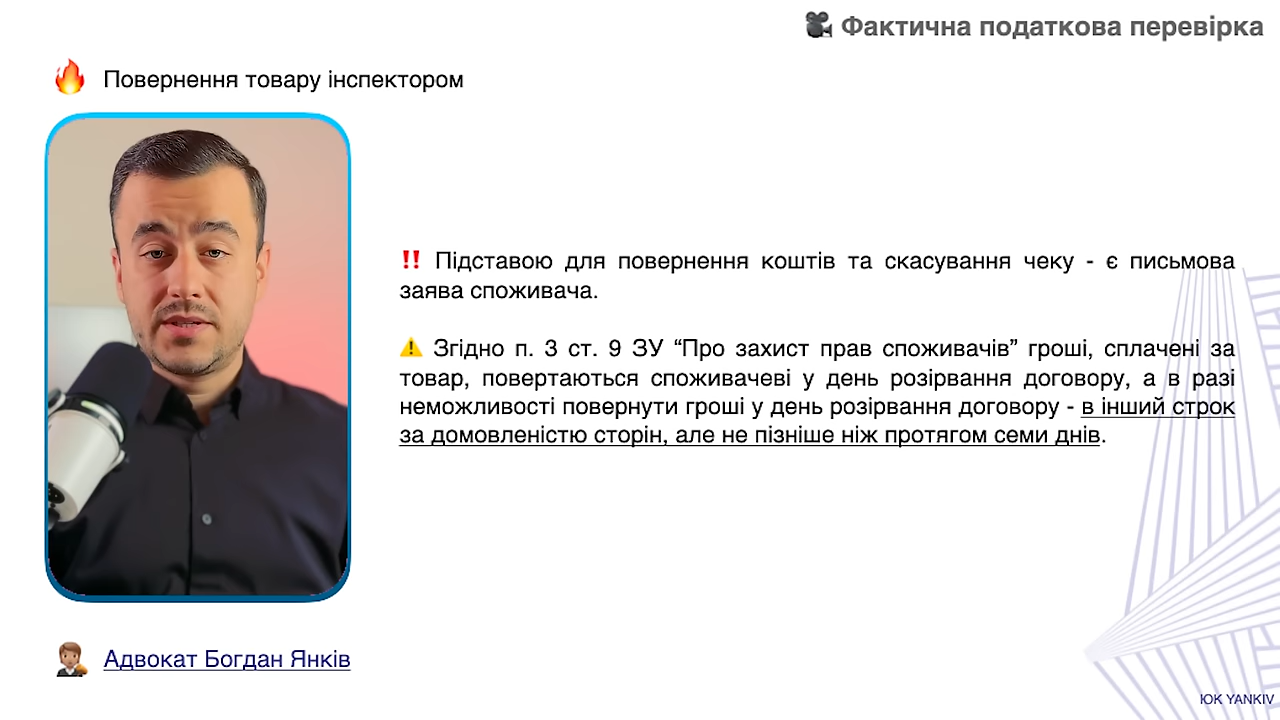 Фактична податкова перевірка
Повернення товару інспектором
‼️ Підставою для повернення коштів та скасування чеку - є письмова
заява споживача.
⚠️ Згідно п. 3 ст. 9 ЗУ “Про захист прав споживачів” гроші, сплачені за
товар, повертаються споживачеві у день розірвання договору, а в разі
неможливості повернути гроші у день розірвання договору - в інший строк
за домовленістю сторін, але не пізніше ніж протягом семи днів.
Адвокат Богдан Янків
ЮК YANKIV